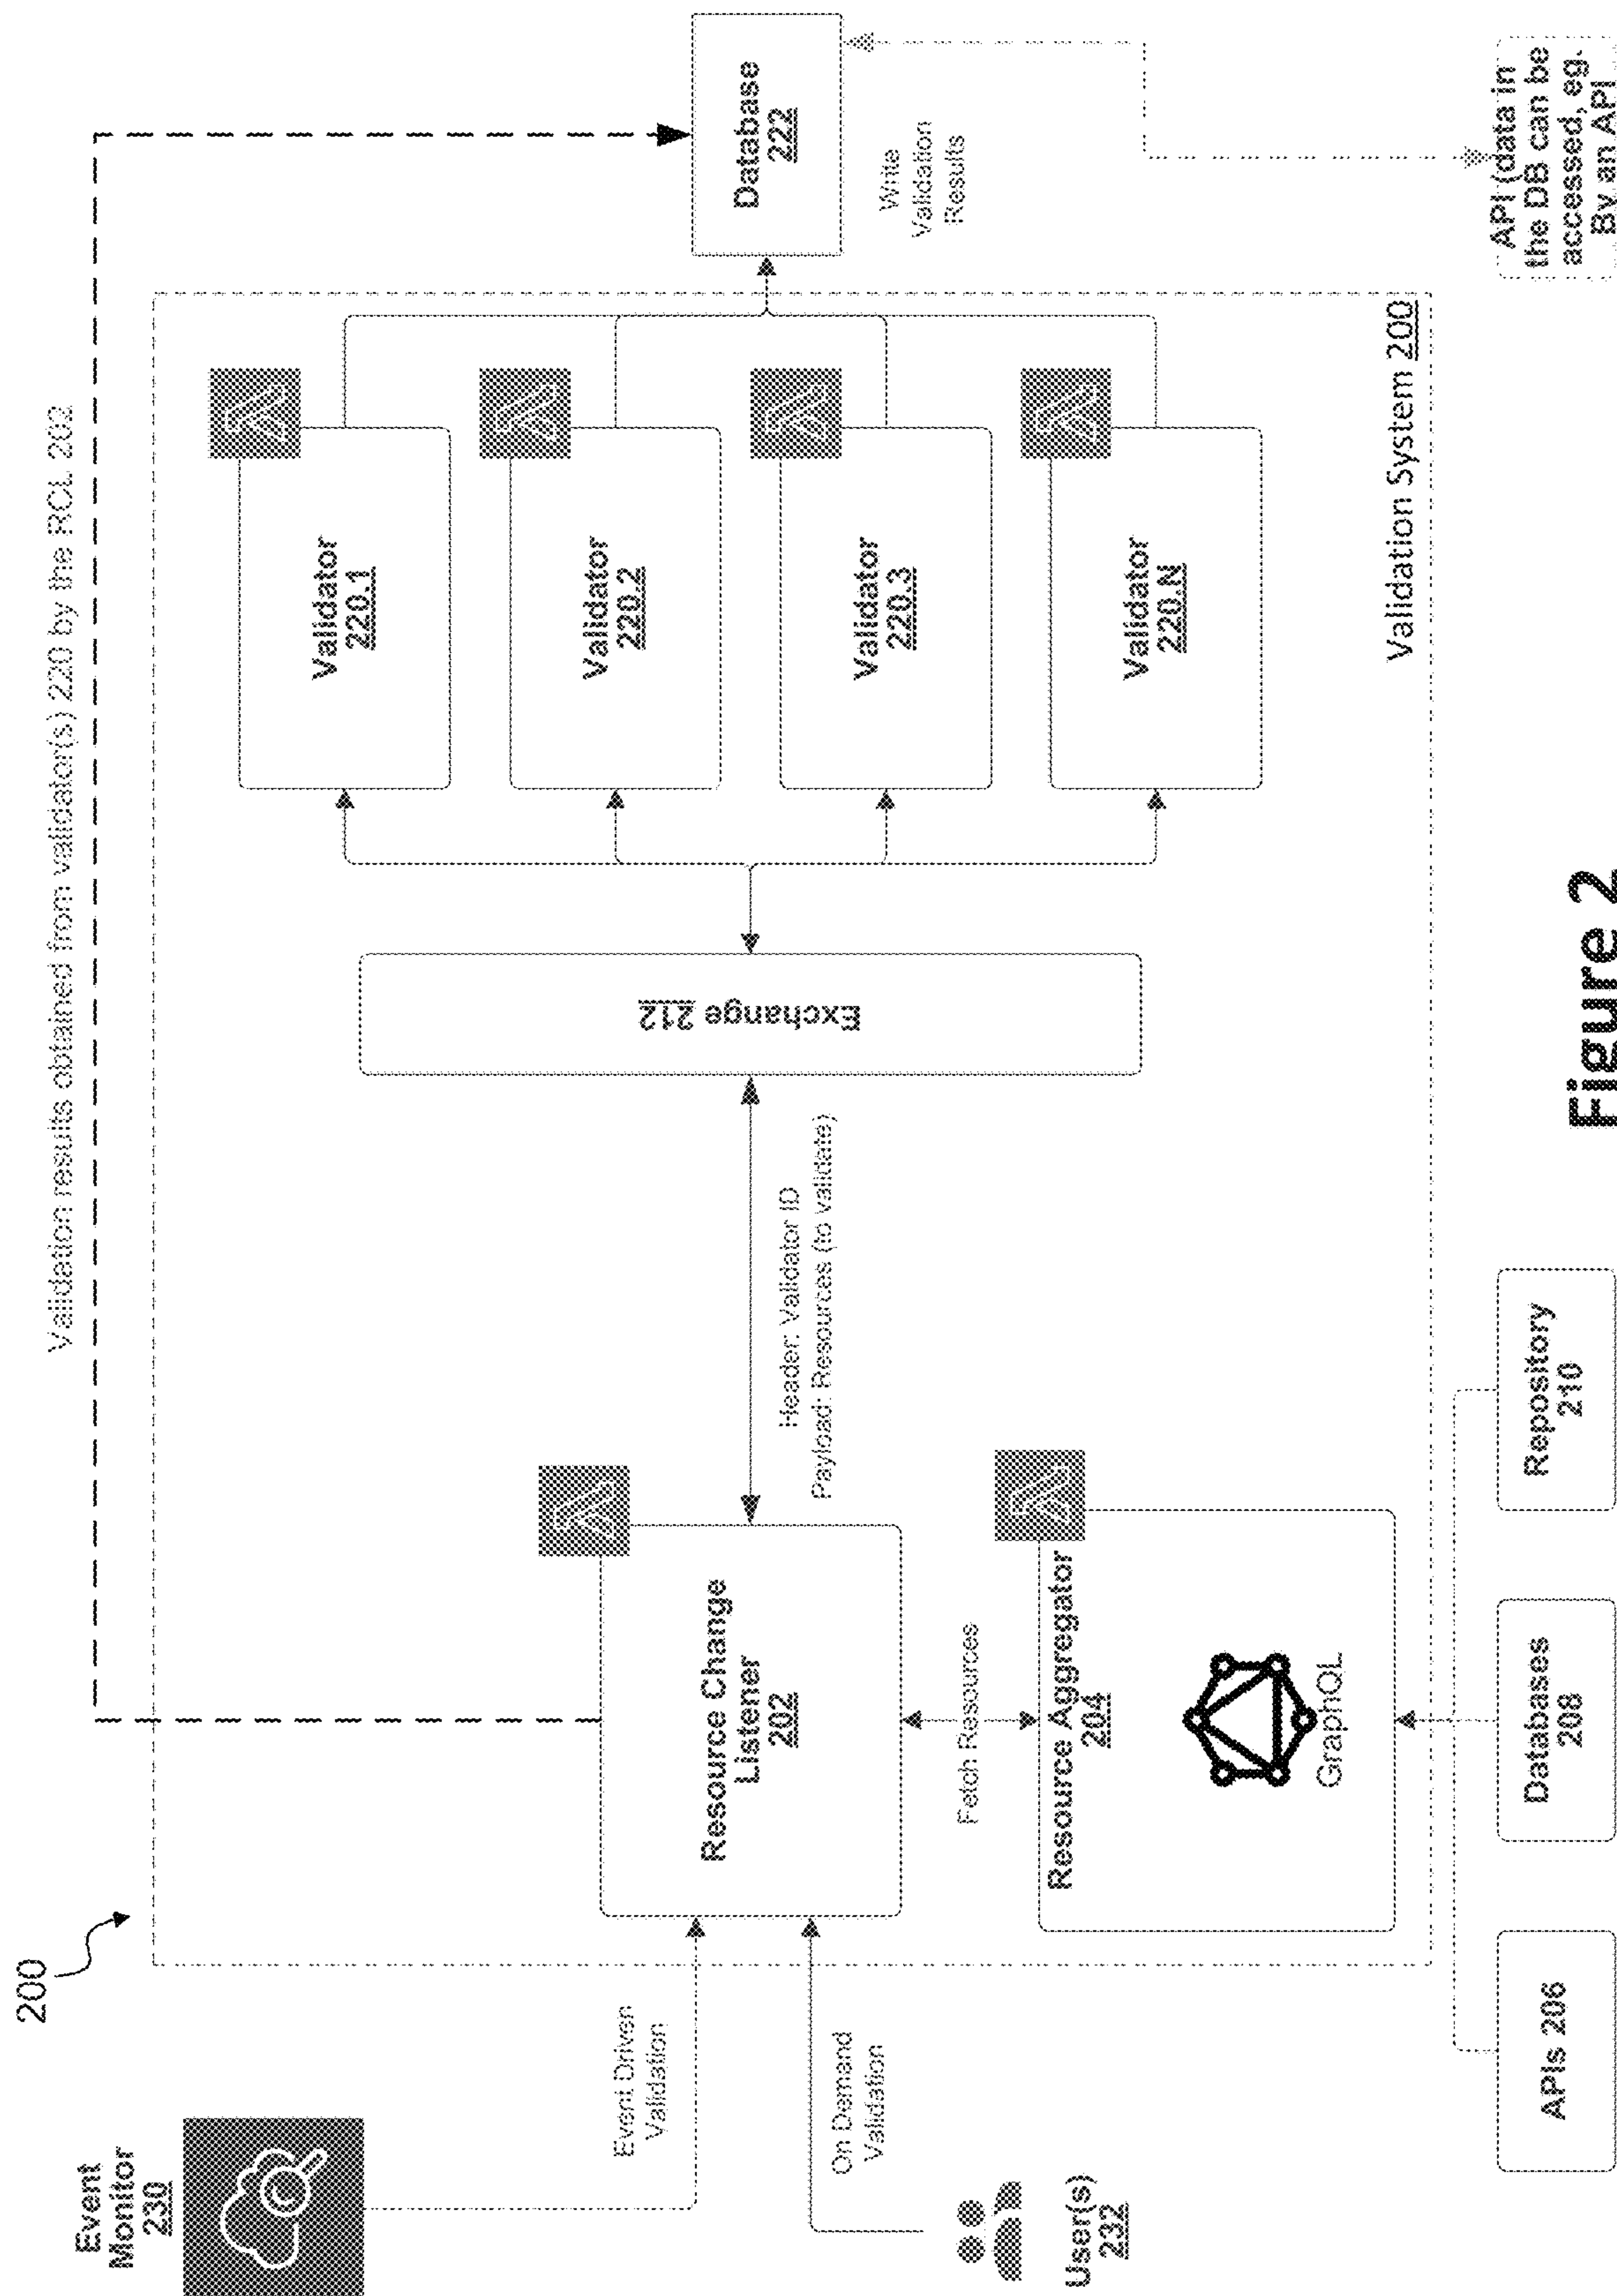 200
Validation results obtained from validator(s) 220 by the RCL 202
Event
Monitor
230
Event Driven
Validation
On Demand
Validation
User(s)
232
Resource Change
Listener
202
Fetch Resources
Resource Aggregator
204
GraphQL
APIs 206
Databases
208
Repository
210
Header: Validator ID
Payload: Resources (to validate)
Exchange 212
Validator
220.1
Validator
220.2
Validator
220.3
Validator
220.N
Validation System 200
Database
222
Write
Validation
Results
API (data in
the DB can be
accessed, eg.
By an API
Figure 2